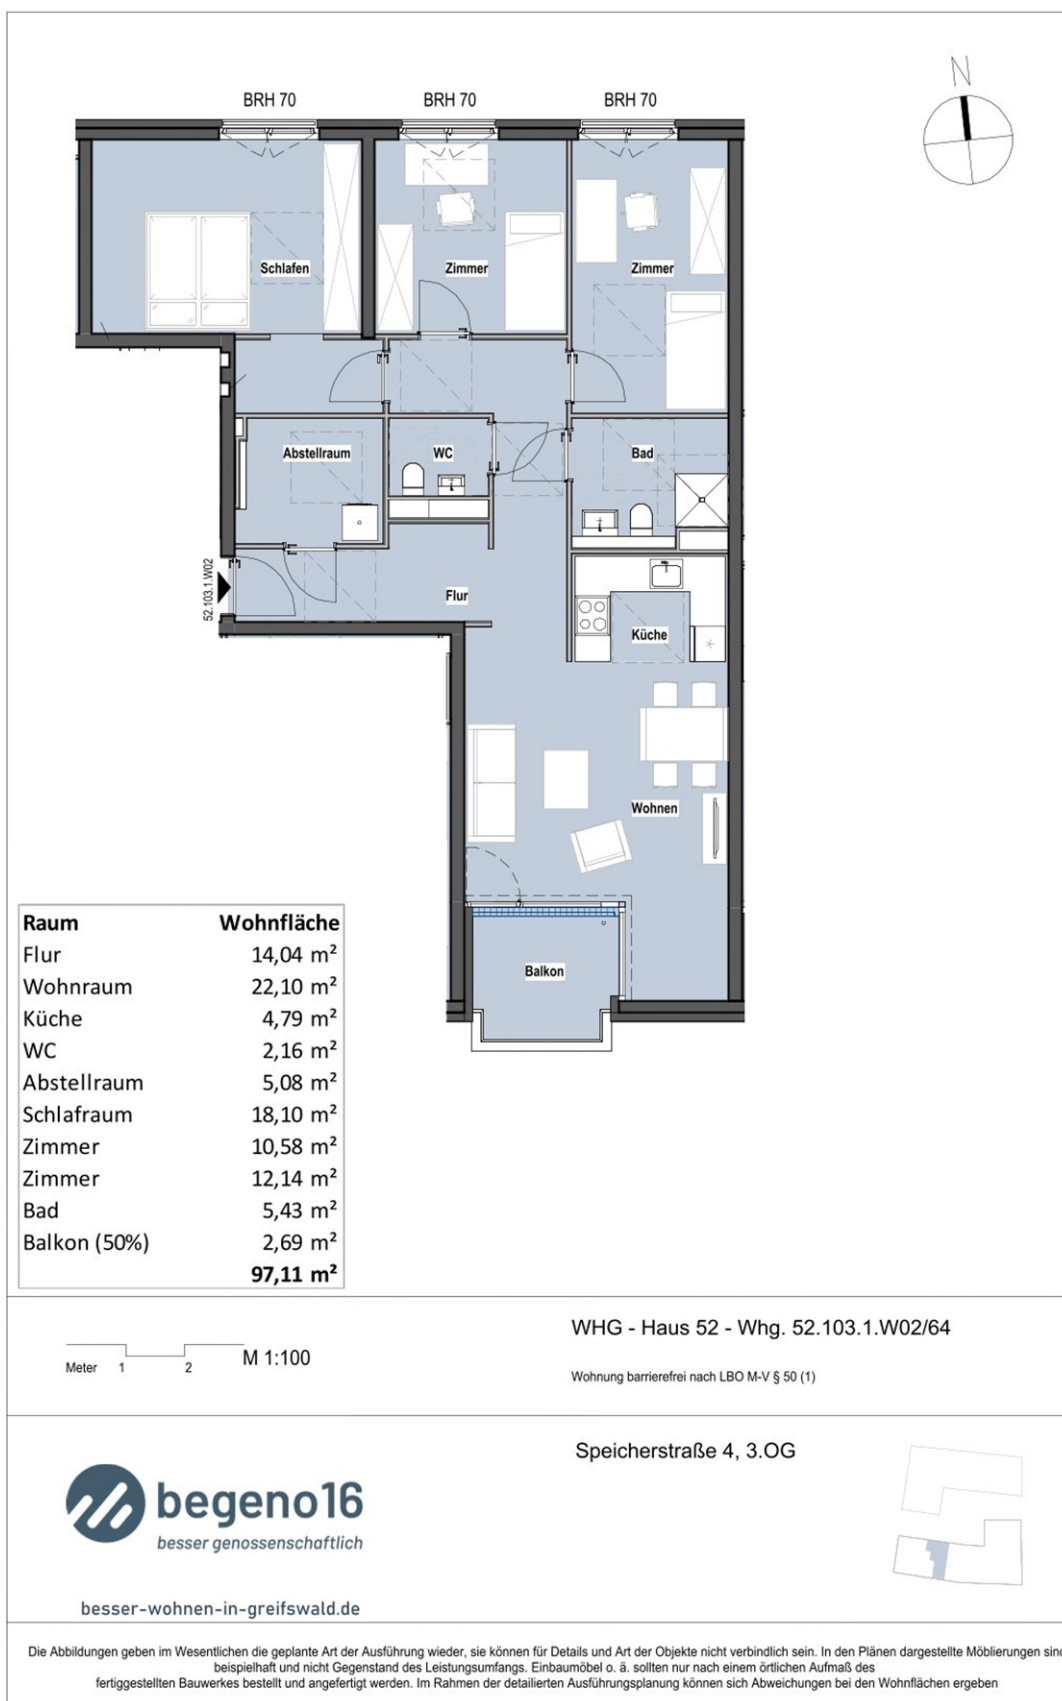 N
BRH 70 BRH 70 BRH 70
Schlafen Zimmer Zimmer
Abstellraum WC Bad
52.103.1.W02
Flur
Küche
Wohnen
Balkon
Raum Wohnfläche
Flur 14,04 m²
Wohnraum 22,10 m²
Küche 4,79 m²
WC 2,16 m²
Abstellraum 5,08 m²
Schlafraum 18,10 m²
Zimmer 10,58 m²
Zimmer 12,14 m²
Bad 5,43 m²
Balkon (50%) 2,69 m²
97,11 m²
Meter 1 2 M 1:100
WHG - Haus 52 - Whg. 52.103.1.W02/64
Wohnung barrierefrei nach LBO M-V § 50 (1)
Speicherstraße 4, 3.OG
begeno16
besser genossenschaftlich
besser-wohnen-in-greifswald.de
Die Abbildungen geben im Wesentlichen die geplante Art der Ausführung wieder, sie können für Details und Art der Objekte nicht verbindlich sein. In den Plänen dargestellte Möblierungen sind
beispielhaft und nicht Gegenstand des Leistungsumfangs. Einbaumöbel o. ä. sollten nur nach einem örtlichen Aufmaß des
fertiggestellten Bauwerkes bestellt und angefertigt werden. Im Rahmen der detailierten Ausführungsplanung können sich Abweichungen bei den Wohnflächen ergeben